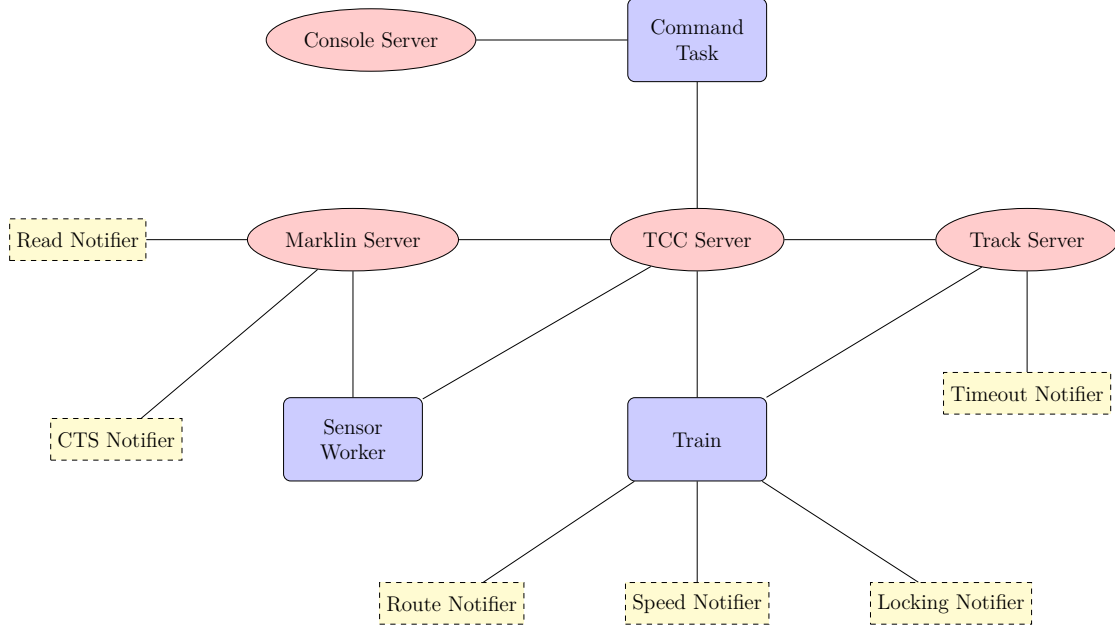 Console Server
Command
Task
Read Notifier
Marklin Server
TCC Server
Track Server
Timeout Notifier
CTS Notifier
Sensor
Worker
Train
Route Notifier
Speed Notifier
Locking Notifier